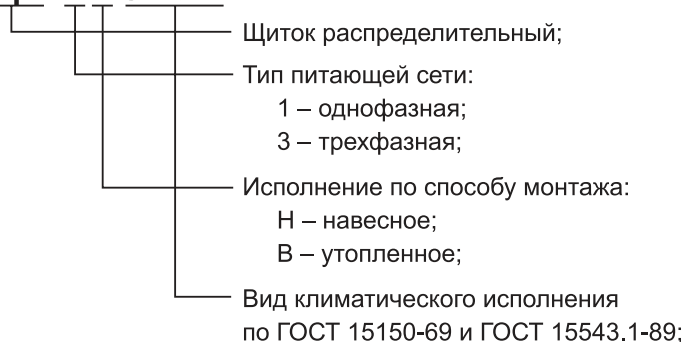 Щиток распределительный;
Тип питающей сети:
1 – однофазная;
3 – трехфазная;
Исполнение по способу монтажа:
Н – навесное;
В – утопленное;
Вид климатического исполнения
по ГОСТ 15150-69 и ГОСТ 15543.1-89;